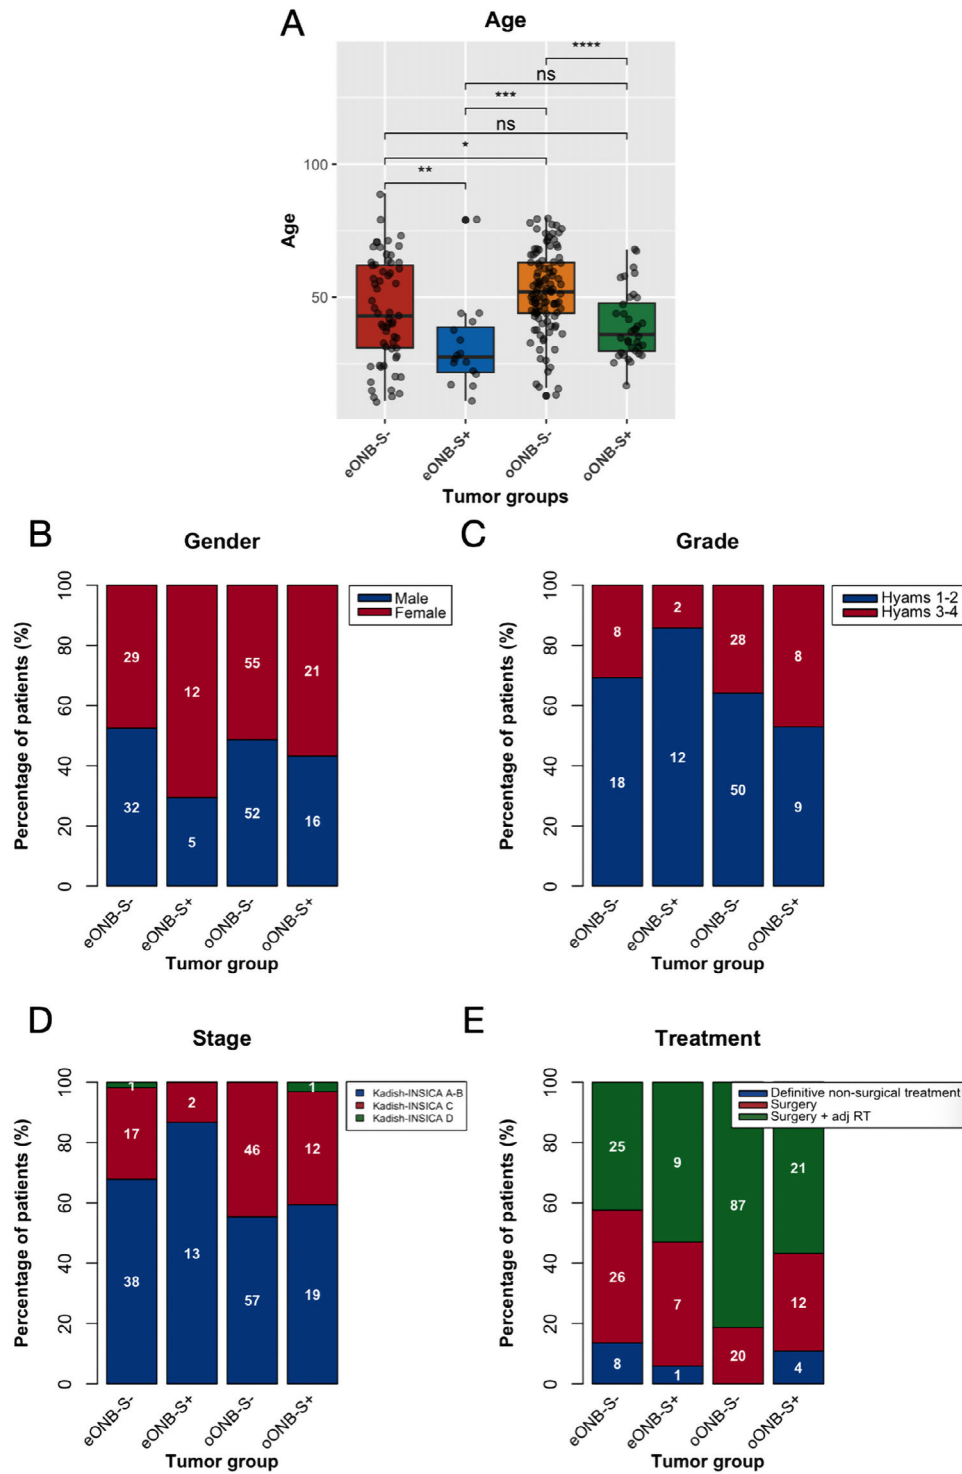 A
Age
****
ns
***
ns
*
**
100
50
Age
eONB-S-
eONB-S+
oONB-S-
oONB-S+
Tumor groups
B
Gender
Percentage of patients (%)
100
80
60
40
20
0
Male
Female
29
12
55
21
32
5
52
16
eONB-S-
eONB-S+
oONB-S-
oONB-S+
Tumor group
C
Grade
Percentage of patients (%)
100
80
60
40
20
0
Hyams 1-2
Hyams 3-4
8
2
28
8
18
12
50
9
eONB-S-
eONB-S+
oONB-S-
oONB-S+
Tumor group
D
Stage
Percentage of patients (%)
100
80
60
40
20
0
Kadish-INSICA A-B
Kadish-INSICA C
Kadish-INSICA D
1
1
17
2
46
12
38
13
57
19
eONB-S-
eONB-S+
oONB-S-
oONB-S+
Tumor group
E
Treatment
Percentage of patients (%)
100
80
60
40
20
0
Definitive non-surgical treatment
Surgery
Surgery + adj RT
25
9
87
21
26
7
20
12
8
1
4
eONB-S-
eONB-S+
oONB-S-
oONB-S+
Tumor group